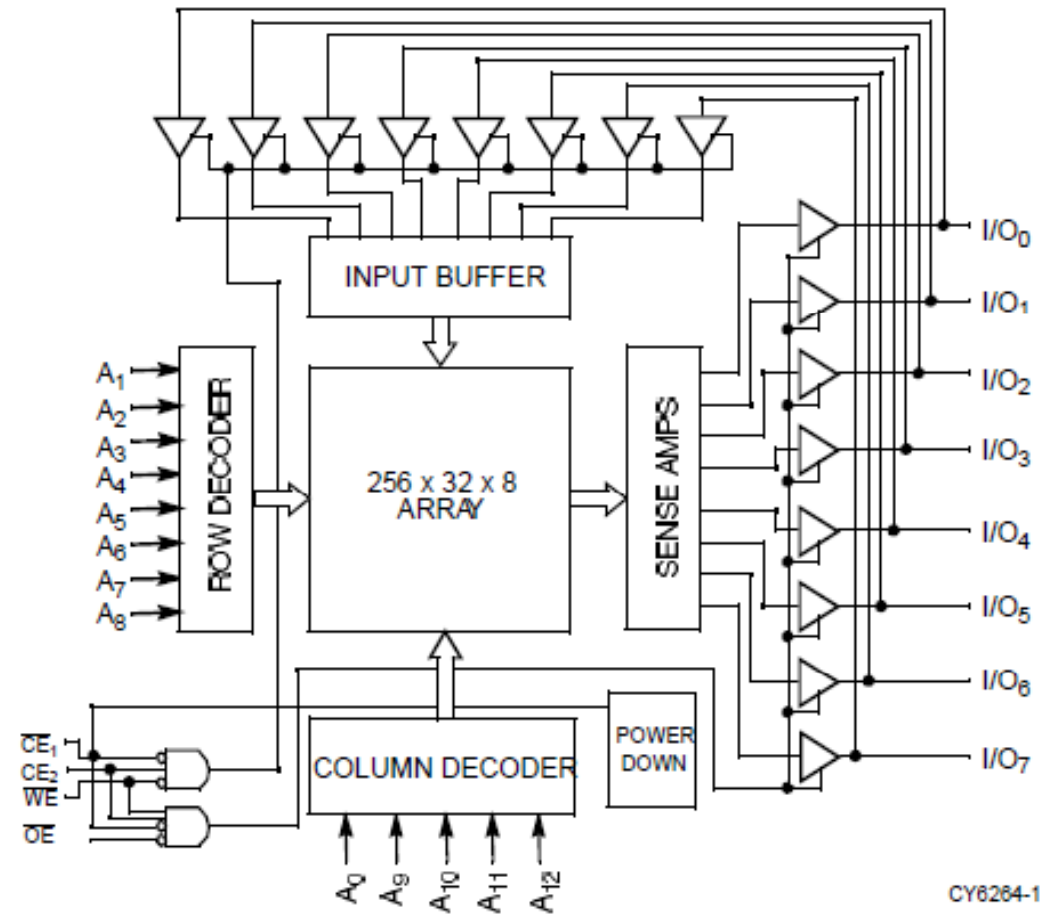 INPUT BUFFER
I/O0
I/O1
I/O2
I/O3
I/O4
I/O5
I/O6
I/O7
A1
A2
A3
A4
A5
A6
A7
A8
ROW DECODER
256 x 32 x 8
ARRAY
SENSE AMPS
CE1
CE2
WE
OE
COLUMN DECODER
POWER
DOWN
A0
A9
A10
A11
A12
CY6264-1